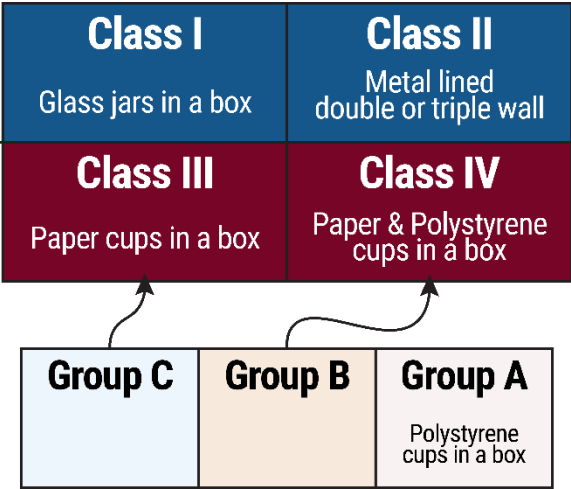 Class I
Glass jars in a box
Class II
Metal lined
double or triple wall
Class III
Paper cups in a box
Class IV
Paper & Polystyrene
cups in a box
Group C
Group B
Group A
Polystyrene
cups in a box